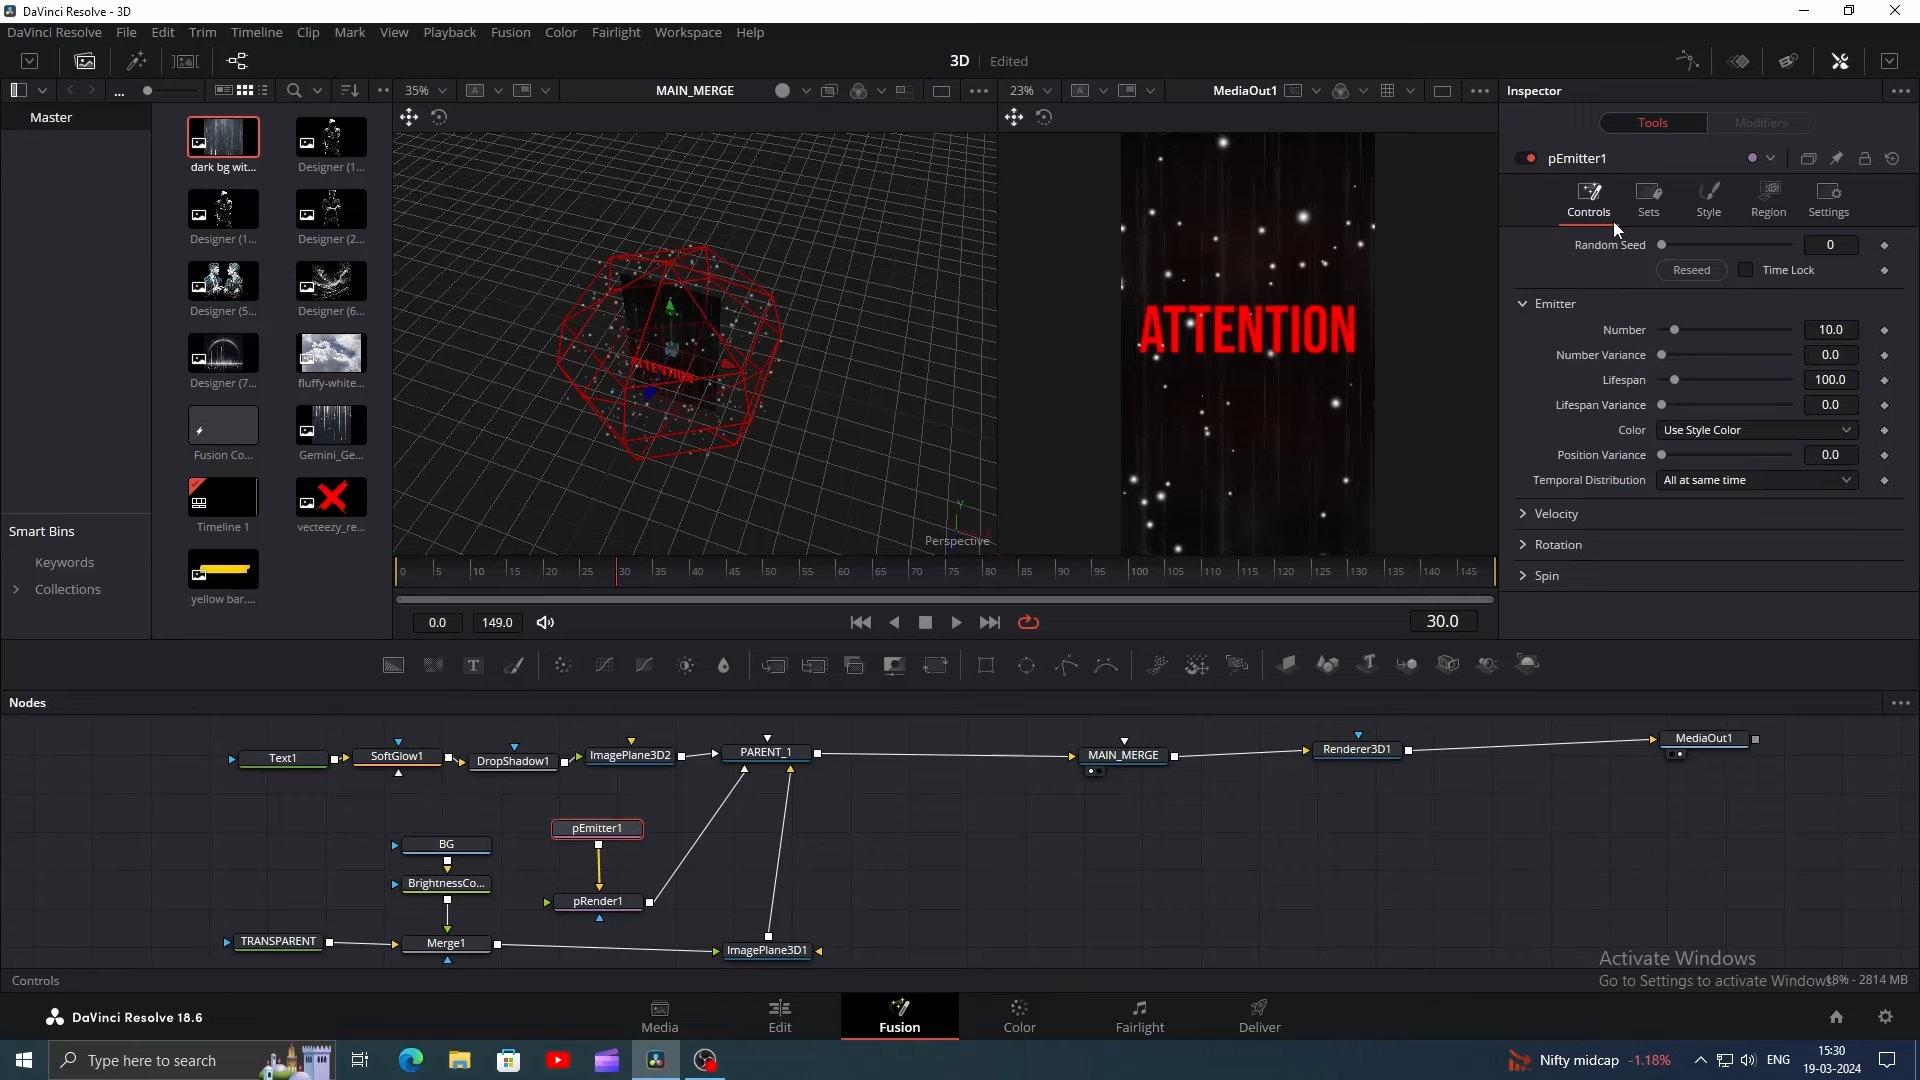 DaVinci Resolve - 3D
DaVinci Resolve File Edit Trim Timeline Clip Mark View Playback Fusion Color Fairlight Workspace Help
3D Edited
... 35% MAIN_MERGE 23% MediaOut1 Inspector
Master
Tools Modifiers
pEmitter1
Controls Sets Style Region Settings
dark bg wit... Designer (1...
Designer (1... Designer (2...
Designer (5... Designer (6...
Designer (7... fluffy-white...
Fusion Co... Gemini_Ge...
Timeline 1 vecteezy_re...
yellow bar....
Smart Bins
Keywords
Collections
ATTENTION
ATTENTION
Y
Perspective
Random Seed 0
Reseed Time Lock
Emitter
Number 10.0
Number Variance 0.0
Lifespan 100.0
Lifespan Variance 0.0
Color Use Style Color
Position Variance 0.0
Temporal Distribution All at same time
Velocity
Rotation
Spin
0 5 10 15 20 25 30 35 40 45 50 55 60 65 70 75 80 85 90 95 100 105 110 115 120 125 130 135 140 145
0.0 149.0 30.0
T T
Nodes
Text1 SoftGlow1 DropShadow1 ImagePlane3D2 PARENT_1 MAIN_MERGE Renderer3D1 MediaOut1
pEmitter1
BG
BrightnessCo...
pRender1
TRANSPARENT Merge1 ImagePlane3D1
Activate Windows
Go to Settings to activate Windows.
Controls 18% - 2814 MB
DaVinci Resolve 18.6
Media Edit Fusion Color Fairlight Deliver
Type here to search
Nifty midcap -1.18% ENG
15:30
19-03-2024